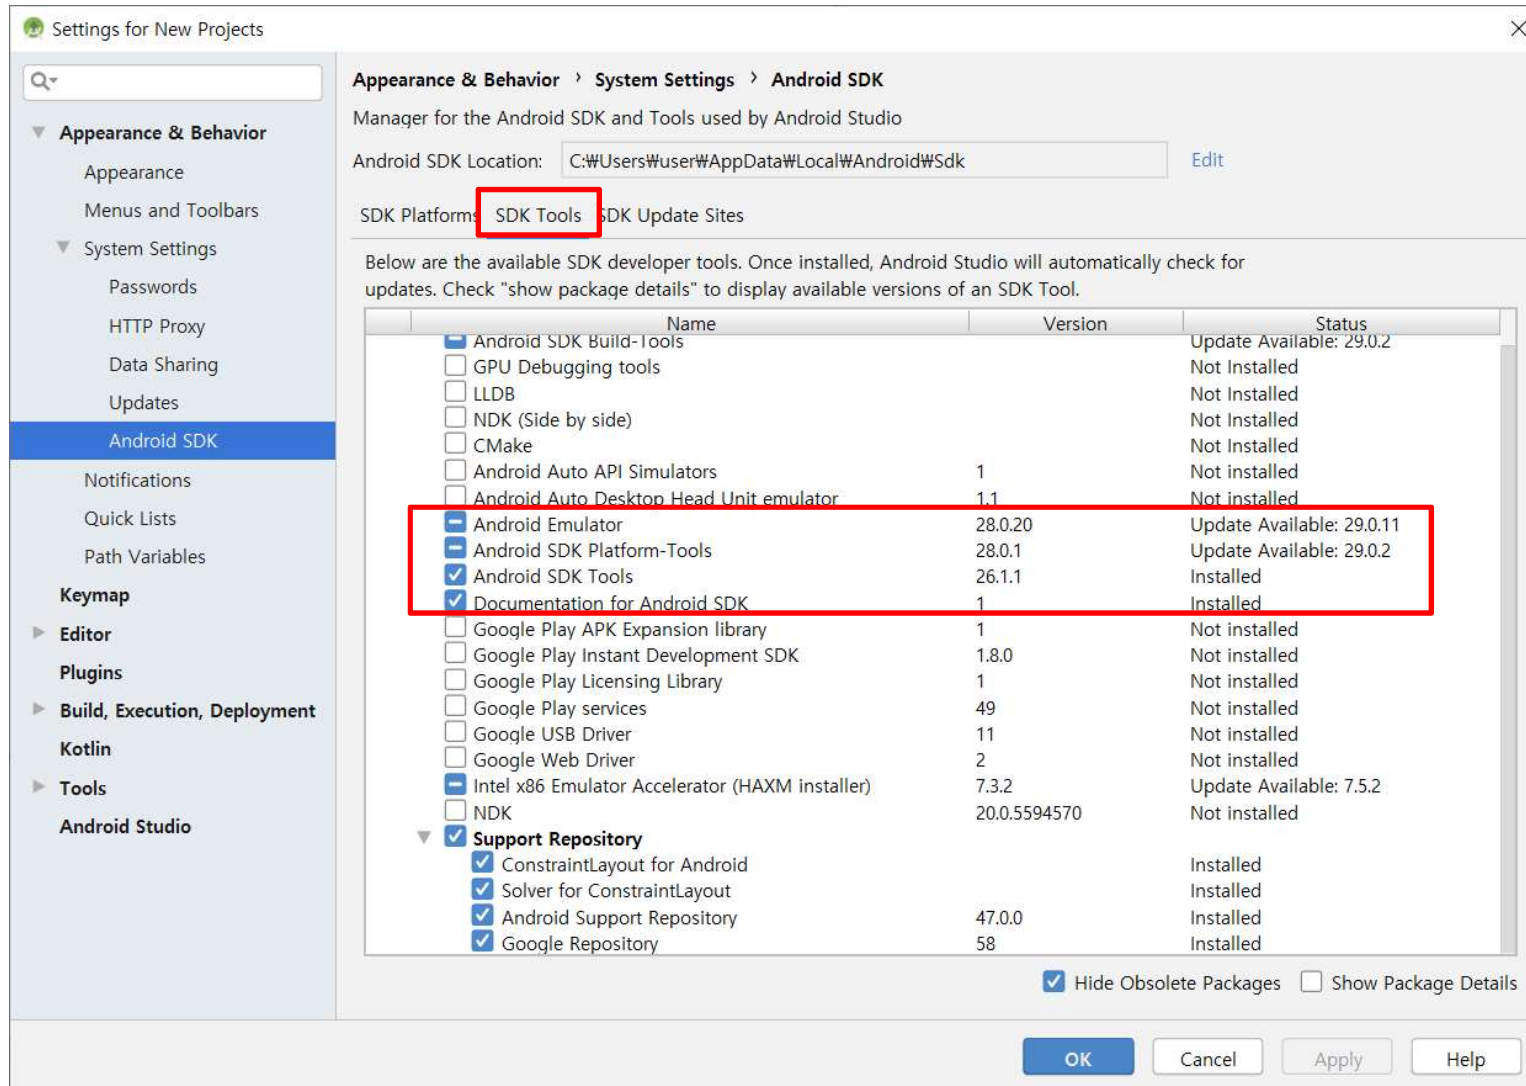 Settings for New Projects
Appearance & Behavior
Appearance
Menus and Toolbars
System Settings
Passwords
HTTP Proxy
Data Sharing
Updates
Android SDK
Notifications
Quick Lists
Path Variables
Keymap
Editor
Plugins
Build, Execution, Deployment
Kotlin
Tools
Android Studio
Appearance & Behavior › System Settings › Android SDK
Manager for the Android SDK and Tools used by Android Studio
Android SDK Location: C:₩Users₩user₩AppData₩Local₩Android₩Sdk Edit
SDK Platforms SDK Tools SDK Update Sites
Below are the available SDK developer tools. Once installed, Android Studio will automatically check for
updates. Check "show package details" to display available versions of an SDK Tool.
Name Version Status
Android SDK Build-Tools Update Available: 29.0.2
GPU Debugging tools Not Installed
LLDB Not Installed
NDK (Side by side) Not Installed
CMake Not Installed
Android Auto API Simulators 1 Not installed
Android Auto Desktop Head Unit emulator 1.1 Not installed
Android Emulator 28.0.20 Update Available: 29.0.11
Android SDK Platform-Tools 28.0.1 Update Available: 29.0.2
Android SDK Tools 26.1.1 Installed
Documentation for Android SDK 1 Installed
Google Play APK Expansion library 1 Not installed
Google Play Instant Development SDK 1.8.0 Not installed
Google Play Licensing Library 1 Not installed
Google Play services 49 Not installed
Google USB Driver 11 Not installed
Google Web Driver 2 Not installed
Intel x86 Emulator Accelerator (HAXM installer) 7.3.2 Update Available: 7.5.2
NDK 20.0.5594570 Not installed
Support Repository
ConstraintLayout for Android Installed
Solver for ConstraintLayout Installed
Android Support Repository 47.0.0 Installed
Google Repository 58 Installed
Hide Obsolete Packages Show Package Details
OK Cancel Apply Help